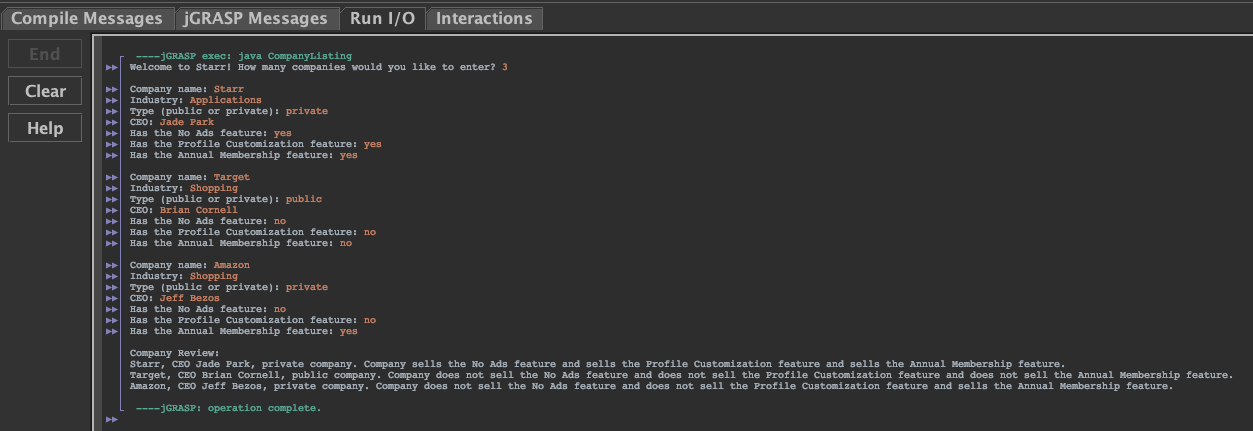 Compile Messages jGRASP Messages Run I/O Interactions
End
Clear
Help
----jGRASP exec: java CompanyListing
Welcome to Starr! How many companies would you like to enter? 3
Company name: Starr
Industry: Applications
Type (public or private): private
CEO: Jade Park
Has the No Ads feature: yes
Has the Profile Customization feature: yes
Has the Annual Membership feature: yes
Company name: Target
Industry: Shopping
Type (public or private): public
CEO: Brian Cornell
Has the No Ads feature: no
Has the Profile Customization feature: no
Has the Annual Membership feature: no
Company name: Amazon
Industry: Shopping
Type (public or private): private
CEO: Jeff Bezos
Has the No Ads feature: no
Has the Profile Customization feature: no
Has the Annual Membership feature: yes
Company Review:
Starr, CEO Jade Park, private company. Company sells the No Ads feature and sells the Profile Customization feature and sells the Annual Membership feature.
Target, CEO Brian Cornell, public company. Company does not sell the No Ads feature and does not sell the Profile Customization feature and does not sell the Annual Membership feature.
Amazon, CEO Jeff Bezos, private company. Company does not sell the No Ads feature and does not sell the Profile Customization feature and sells the Annual Membership feature.
----jGRASP: operation complete.